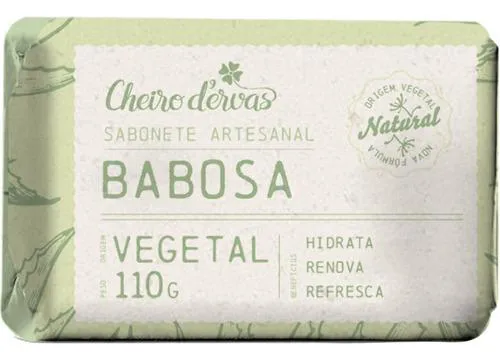 Cheiro d'ervas
SABONETE ARTESANAL
BABOSA
ORIGEM VEGETAL
Natural
NOVA FÓRMULA
ORIGEM
VEGETAL
PESO
110G
BENEFÍCIOS
HIDRATA
RENOVA
REFRESCA